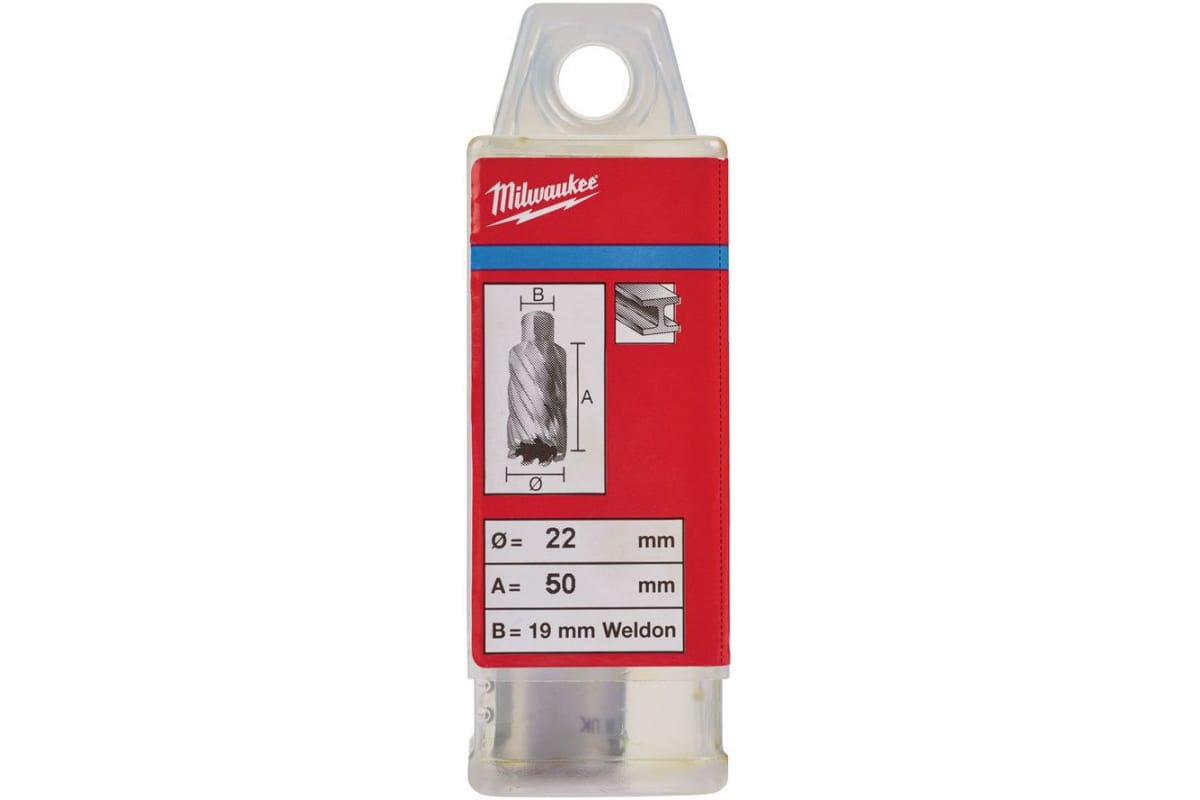 Milwaukee
B
A
Ø
Ø = 22 mm
A = 50 mm
B = 19 mm Weldon